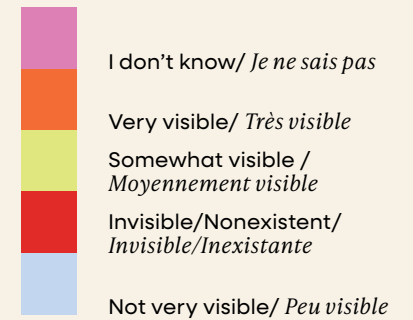 I don’t know/ Je ne sais pas
Very visible/ Très visible
Somewhat visible /
Moyennement visible
Invisible/Nonexistent/
Invisible/Inexistante
Not very visible/ Peu visible